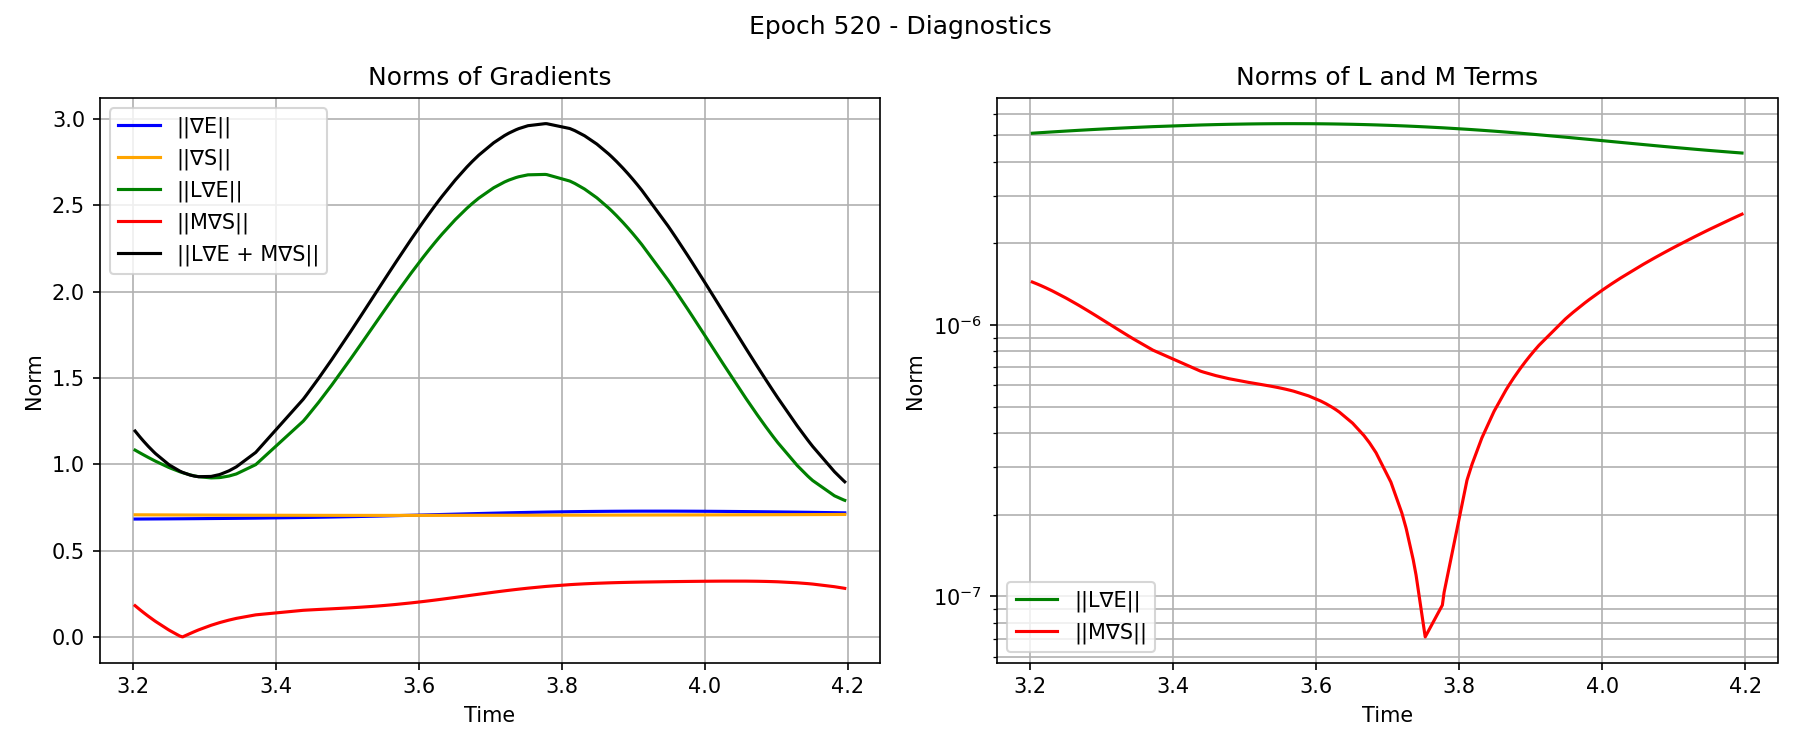 Epoch 520 - Diagnostics
Norms of Gradients
||∇E||
||∇S||
||L∇E||
||M∇S||
||L∇E + M∇S||
3.0
2.5
2.0
1.5
1.0
0.5
0.0
Norm
3.2 3.4 3.6 3.8 4.0 4.2
Time
Norms of L and M Terms
10⁻⁶
10⁻⁷
Norm
||L∇E||
||M∇S||
3.2 3.4 3.6 3.8 4.0 4.2
Time